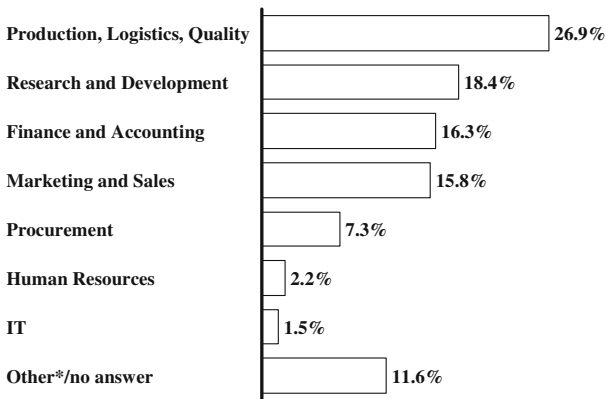 Production, Logistics, Quality 26.9%
Research and Development 18.4%
Finance and Accounting 16.3%
Marketing and Sales 15.8%
Procurement 7.3%
Human Resources 2.2%
IT 1.5%
Other*/no answer 11.6%